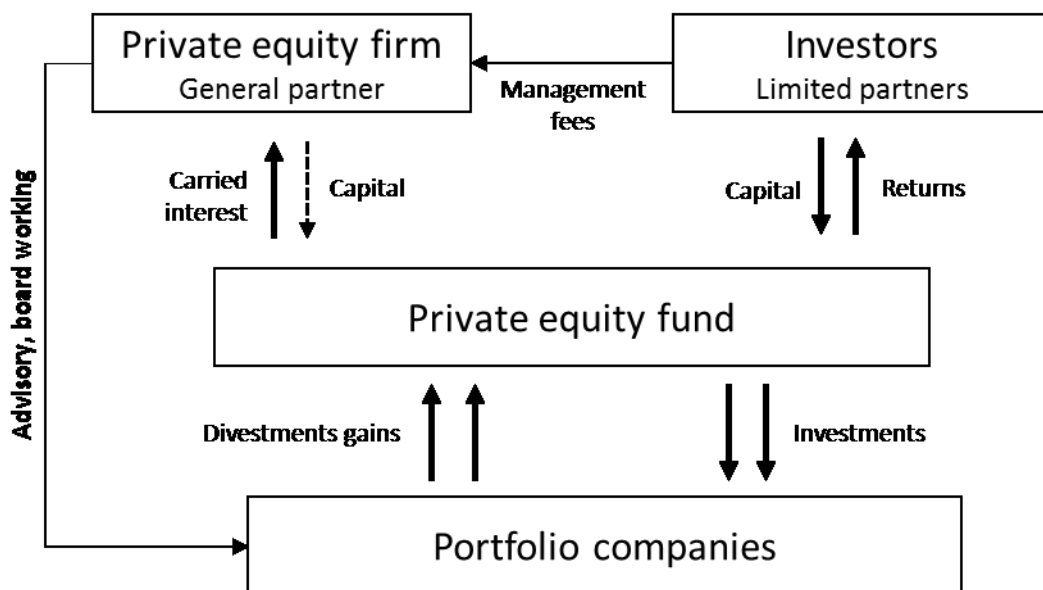 Private equity firm
General partner
Investors
Limited partners
Management
fees
Carried
interest
Capital
Capital
Returns
Advisory, board working
Private equity fund
Divestments gains
Investments
Portfolio companies